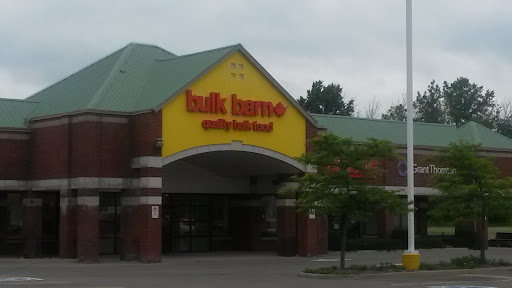 bulk barn
quality bulk food
Grant Thornton